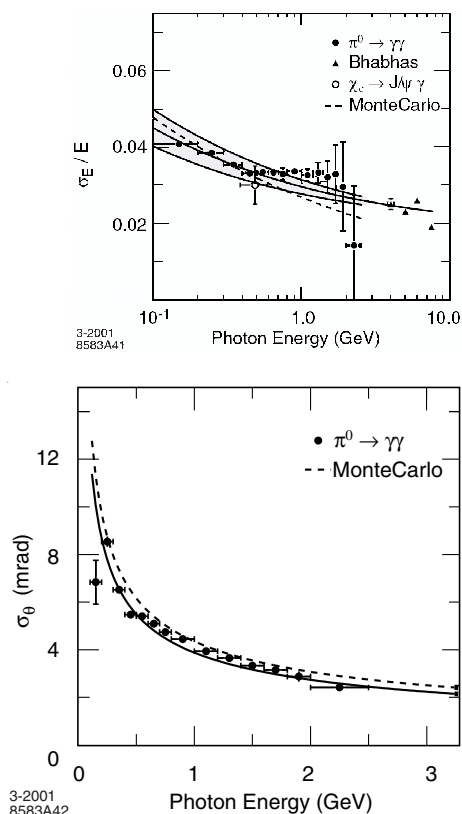 0.06
0.04
0.02
σE / E
π⁰ → γγ
Bhabhas
χc → J/ψ γ
MonteCarlo
10⁻¹
1.0
10.0
Photon Energy (GeV)
3-2001
8583A41
12
8
4
0
σθ (mrad)
π⁰ → γγ
MonteCarlo
0
1
2
3
Photon Energy (GeV)
3-2001
8583A42